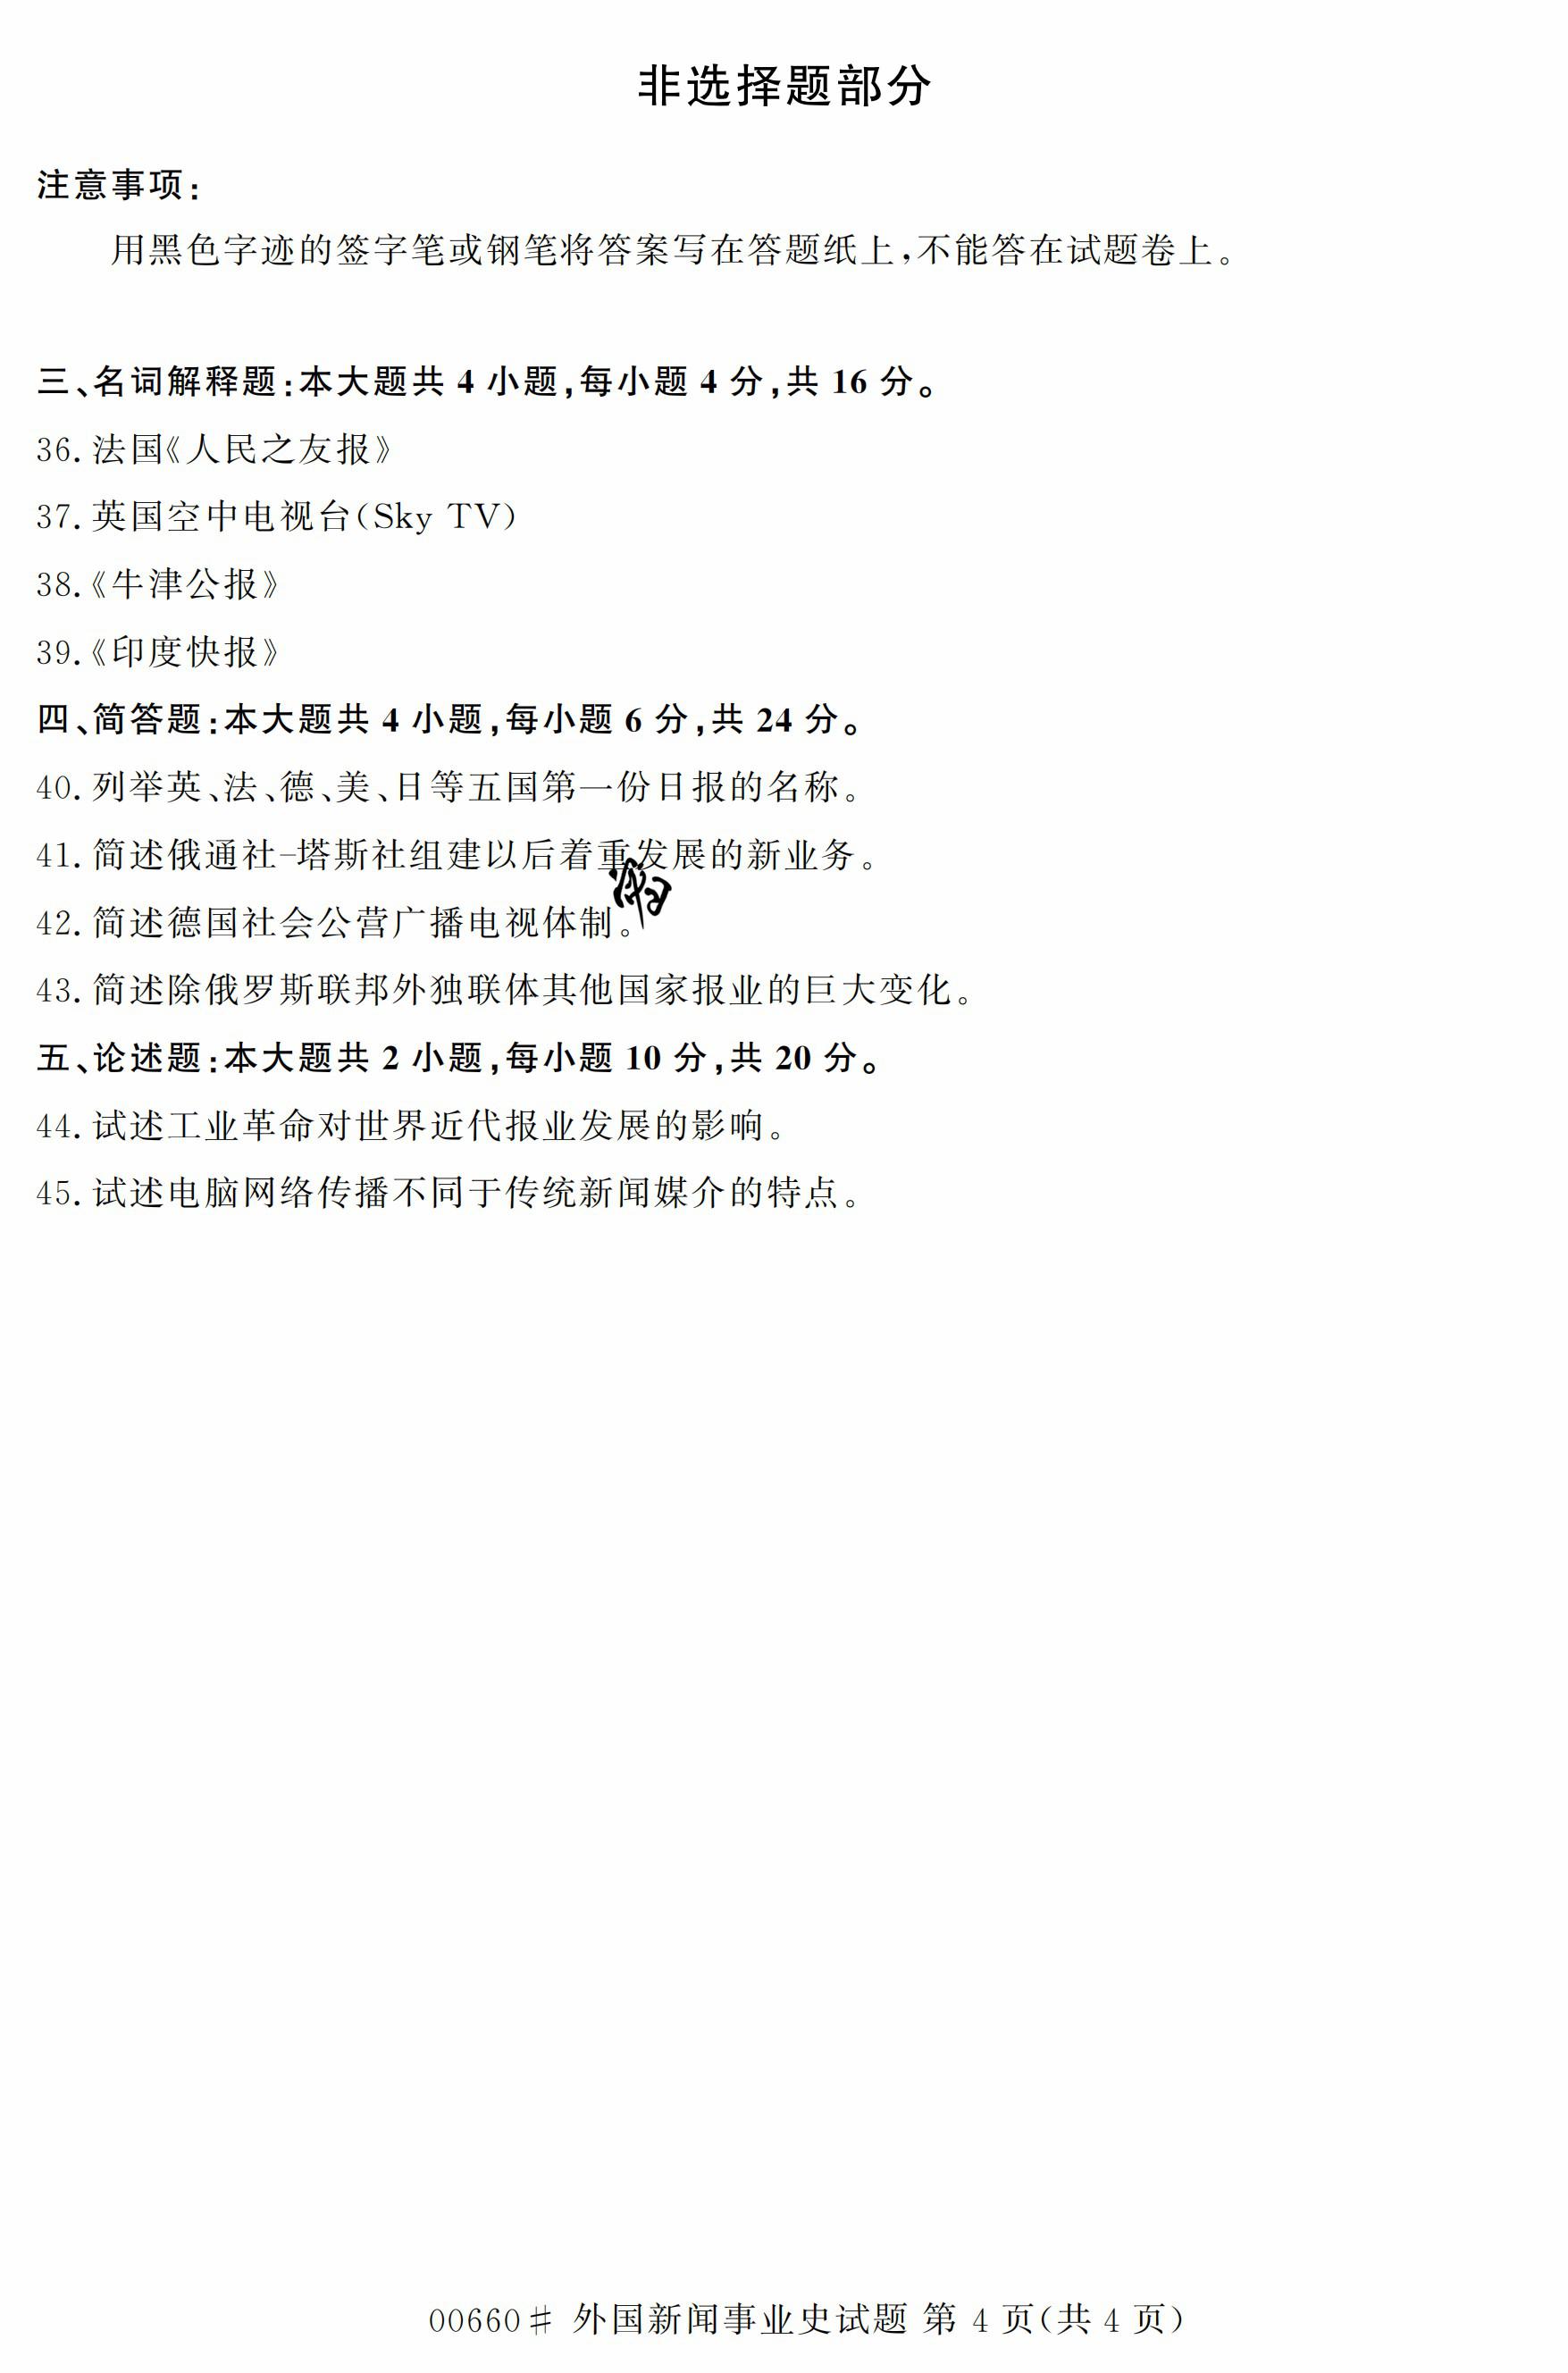 非选择题部分
注意事项:
用黑色字迹的签字笔或钢笔将答案写在答题纸上,不能答在试题卷上。
三、名词解释题:本大题共 4 小题,每小题 4 分,共 16 分。
36. 法国《人民之友报》
37. 英国空中电视台(Sky TV)
38.《牛津公报》
39.《印度快报》
四、简答题:本大题共 4 小题,每小题 6 分,共 24 分。
40. 列举英、法、德、美、日等五国第一份日报的名称。
41. 简述俄通社-塔斯社组建以后着重发展的新业务。
42. 简述德国社会公营广播电视体制。
43. 简述除俄罗斯联邦外独联体其他国家报业的巨大变化。
五、论述题:本大题共 2 小题,每小题 10 分,共 20 分。
44. 试述工业革命对世界近代报业发展的影响。
45. 试述电脑网络传播不同于传统新闻媒介的特点。
00660# 外国新闻事业史试题 第 4 页(共 4 页)